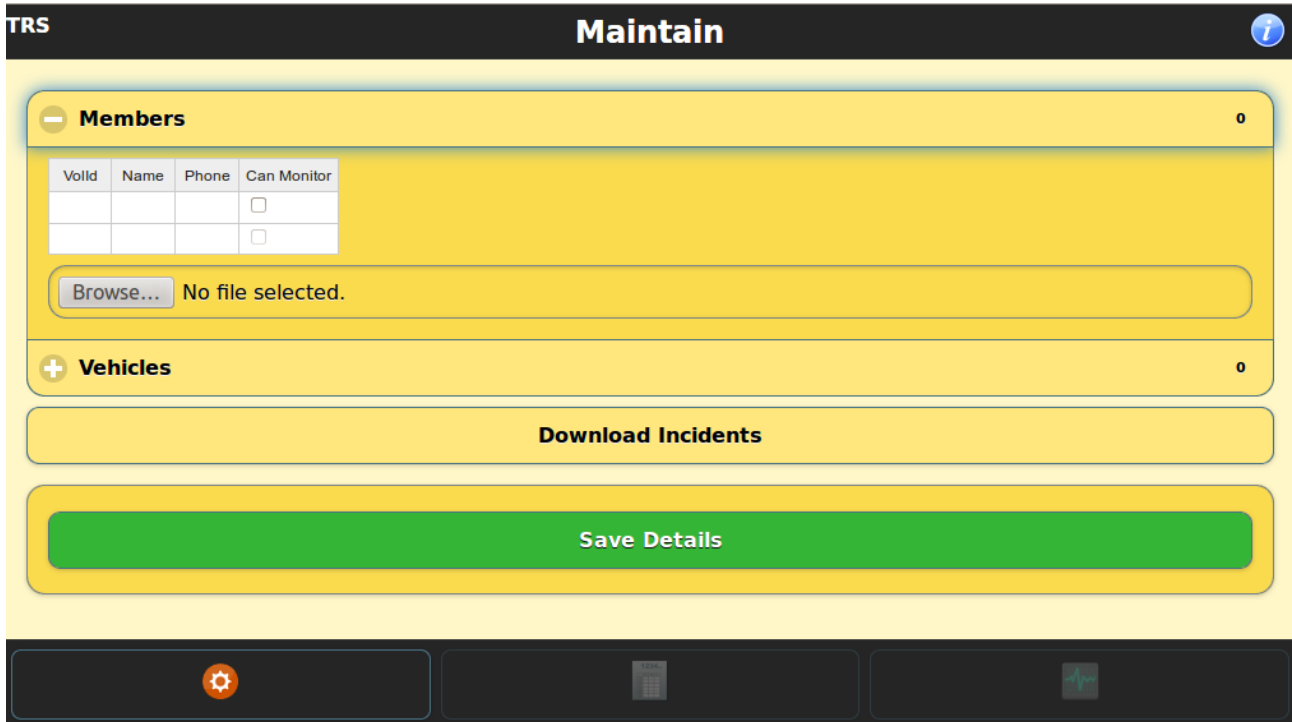 TRS
Maintain
Members 0
VolId Name Phone Can Monitor
Browse... No file selected.
Vehicles 0
Download Incidents
Save Details